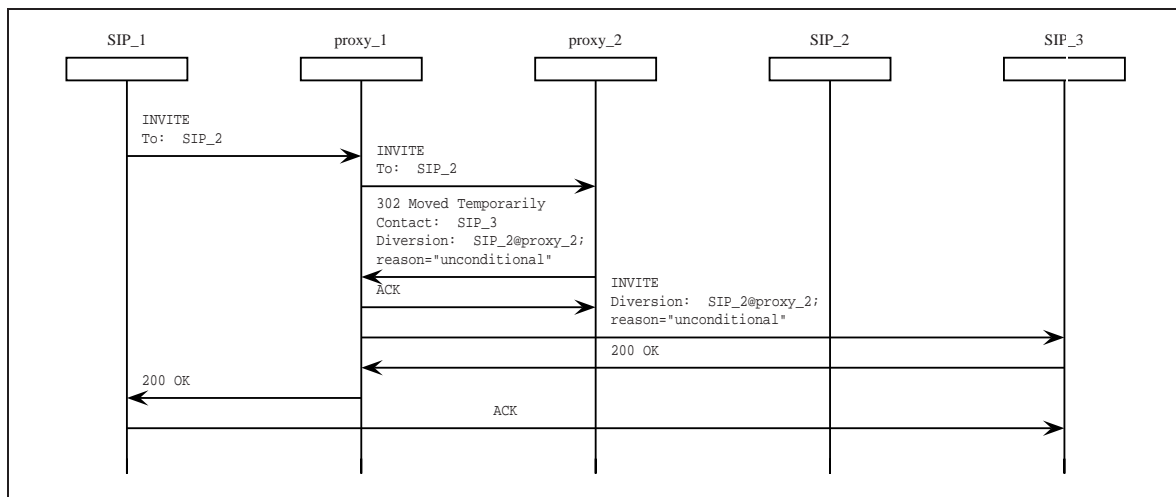 SIP_1
proxy_1
proxy_2
SIP_2
SIP_3
INVITE
To: SIP_2
INVITE
To: SIP_2
302 Moved Temporarily
Contact: SIP_3
Diversion: SIP_2@proxy_2;
reason="unconditional"
ACK
INVITE
Diversion: SIP_2@proxy_2;
reason="unconditional"
200 OK
200 OK
ACK